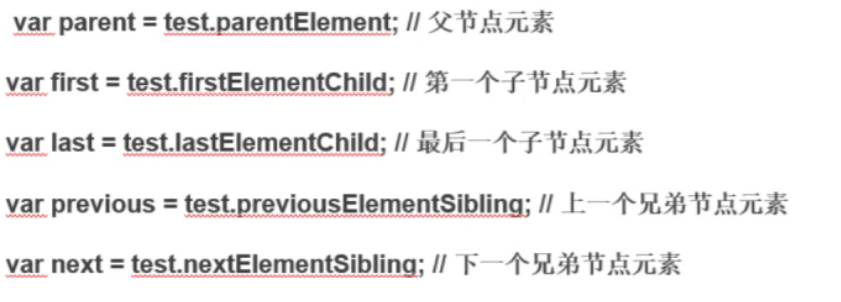 var parent = test.parentElement; // 父节点元素
var first = test.firstElementChild; // 第一个子节点元素
var last = test.lastElementChild; // 最后一个子节点元素
var previous = test.previousElementSibling; // 上一个兄弟节点元素
var next = test.nextElementSibling; // 下一个兄弟节点元素